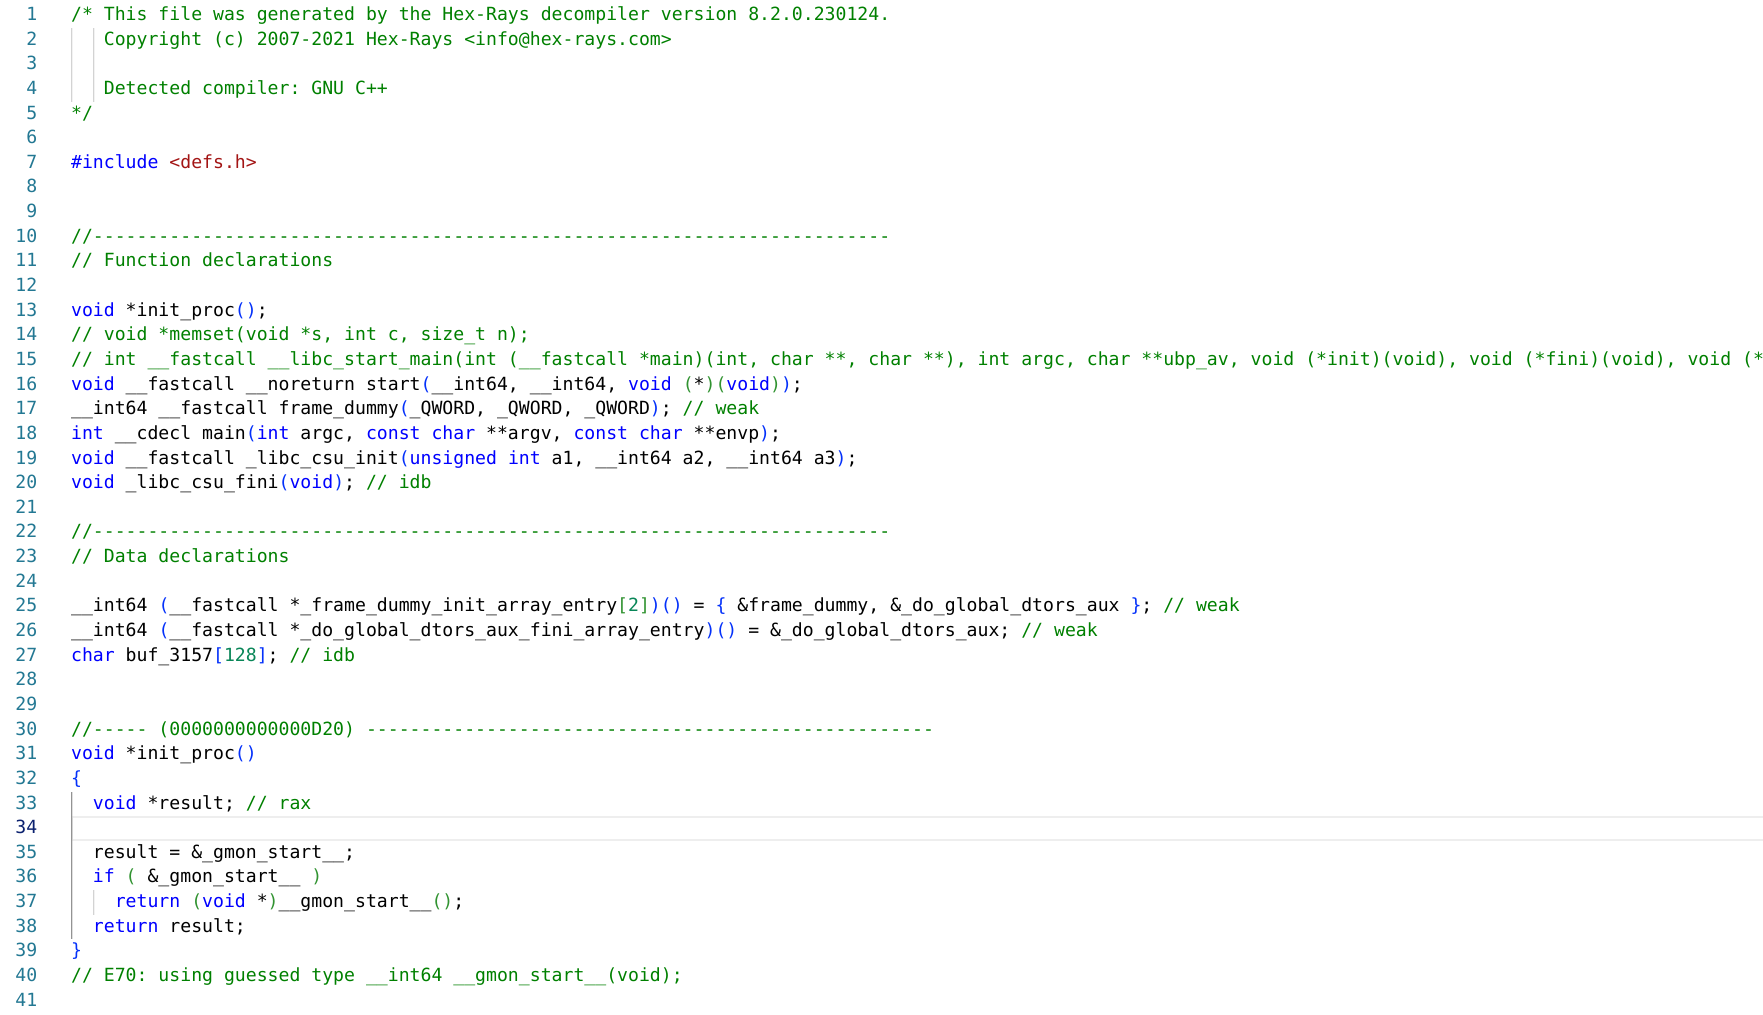 1 /* This file was generated by the Hex-Rays decompiler version 8.2.0.230124.
2 Copyright (c) 2007-2021 Hex-Rays <info@hex-rays.com>
3
4 Detected compiler: GNU C++
5 */
6
7 #include <defs.h>
8
9
10 //-------------------------------------------------------------------------
11 // Function declarations
12
13 void *init_proc();
14 // void *memset(void *s, int c, size_t n);
15 // int __fastcall __libc_start_main(int (__fastcall *main)(int, char **, char **), int argc, char **ubp_av, void (*init)(void), void (*fini)(void), void (*
16 void __fastcall __noreturn start(__int64, __int64, void (*)(void));
17 __int64 __fastcall frame_dummy(_QWORD, _QWORD, _QWORD); // weak
18 int __cdecl main(int argc, const char **argv, const char **envp);
19 void __fastcall _libc_csu_init(unsigned int a1, __int64 a2, __int64 a3);
20 void _libc_csu_fini(void); // idb
21
22 //-------------------------------------------------------------------------
23 // Data declarations
24
25 __int64 (__fastcall *_frame_dummy_init_array_entry[2])() = { &frame_dummy, &_do_global_dtors_aux }; // weak
26 __int64 (__fastcall *_do_global_dtors_aux_fini_array_entry)() = &_do_global_dtors_aux; // weak
27 char buf_3157[128]; // idb
28
29
30 //----- (0000000000000D20) ----------------------------------------------------
31 void *init_proc()
32 {
33 void *result; // rax
34
35 result = &_gmon_start__;
36 if ( &_gmon_start__ )
37 return (void *)__gmon_start__();
38 return result;
39 }
40 // E70: using guessed type __int64 __gmon_start__(void);
41